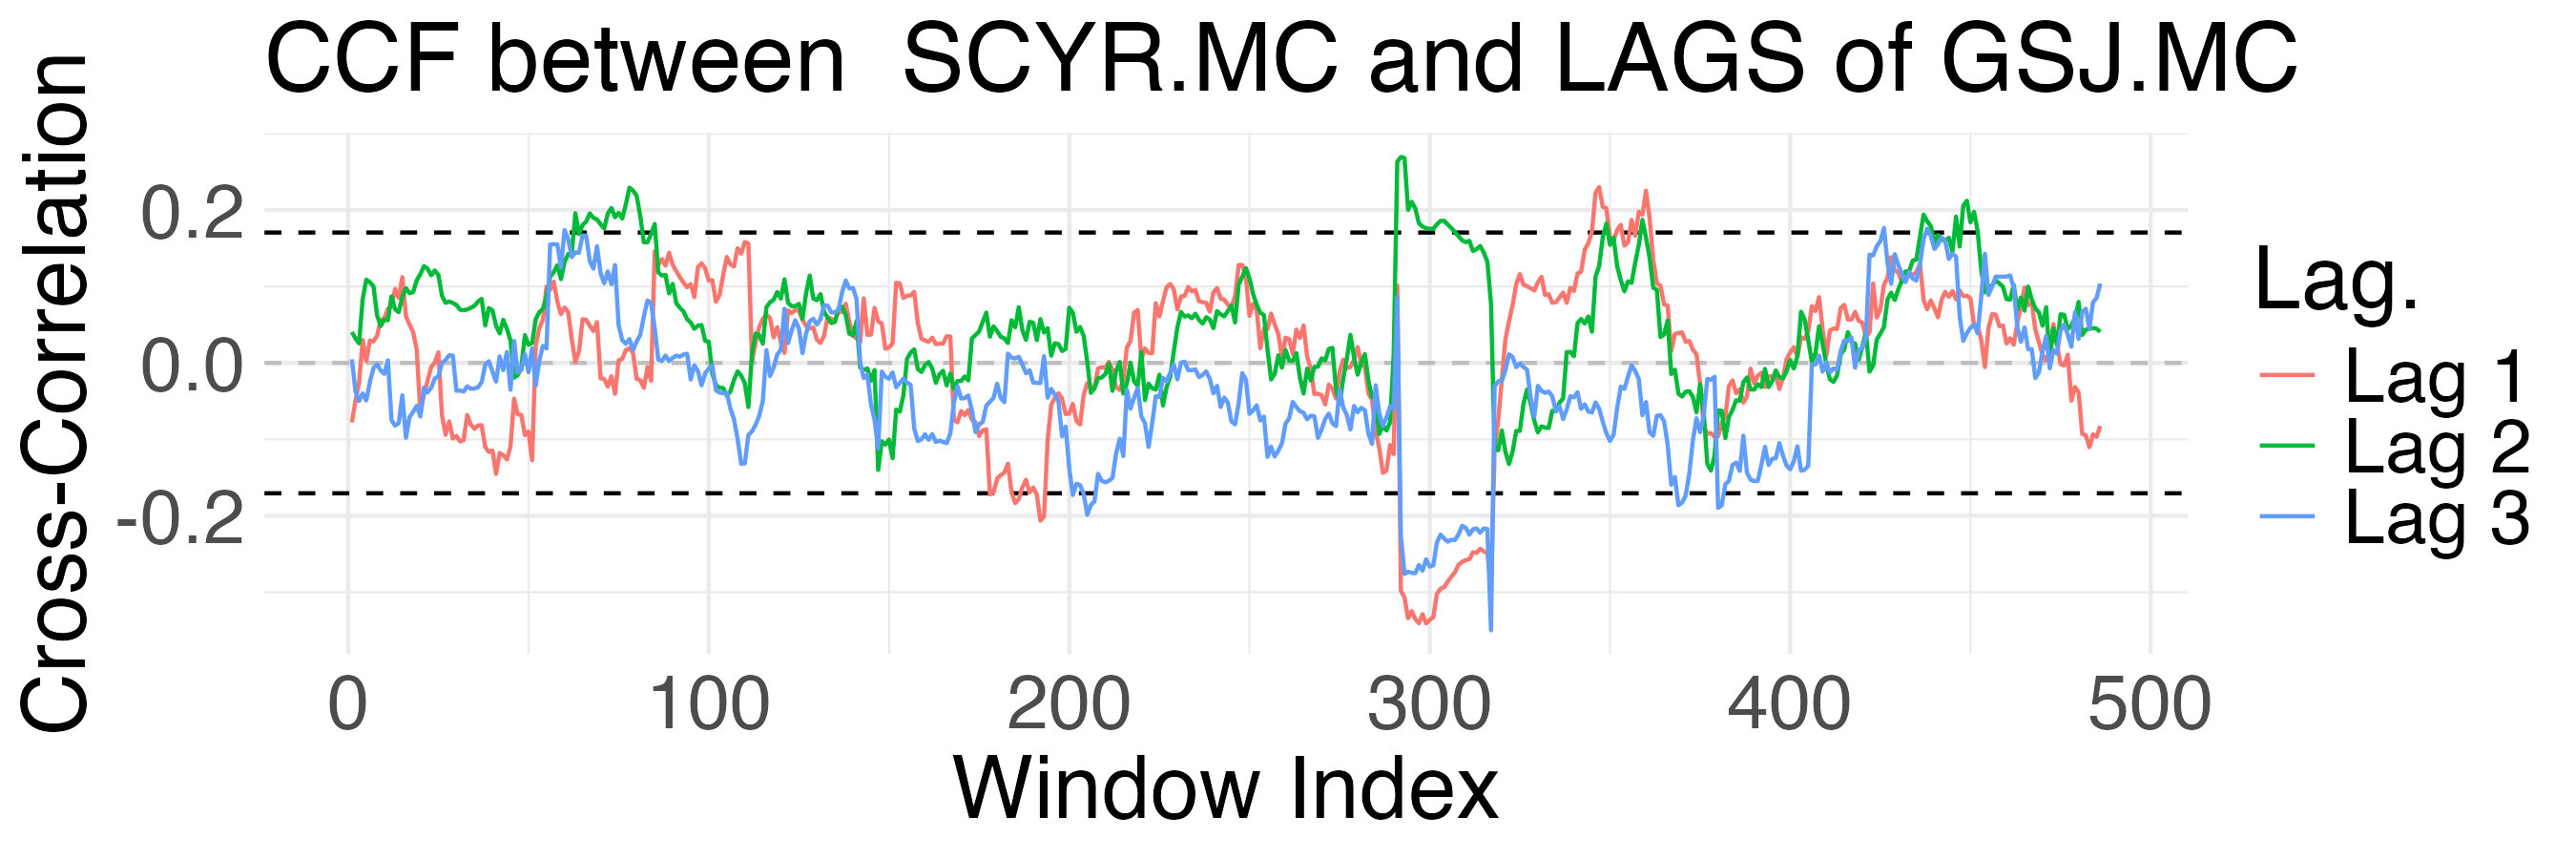 CCF between  SCYR.MC and LAGS of GSJ.MC
Cross-Correlation
0.2
0.0
-0.2
0 100 200 300 400 500
Window Index
Lag.
Lag 1
Lag 2
Lag 3